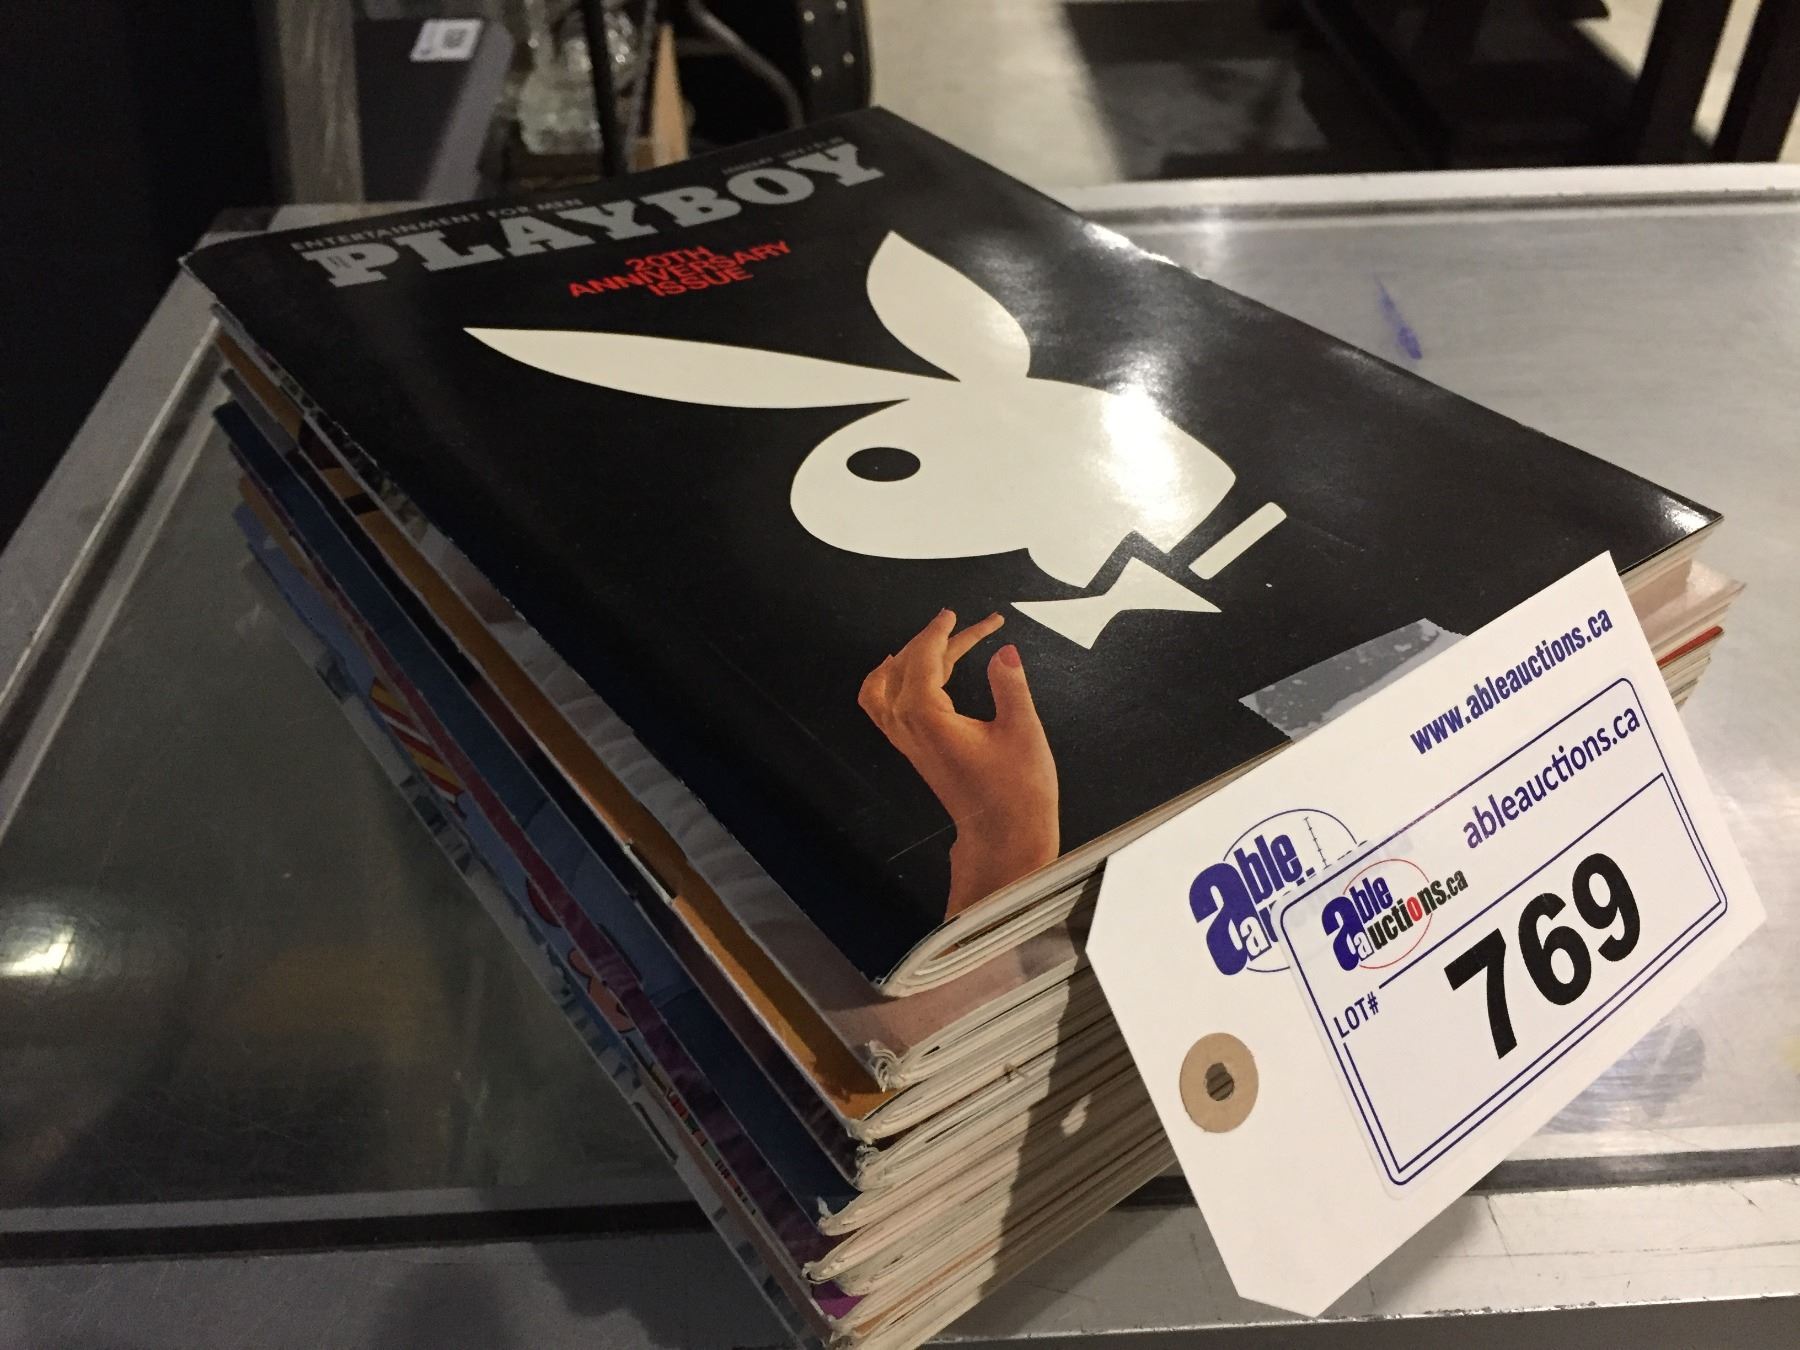 ENTERTAINMENT FOR MEN
PLAYBOY
20TH
ANNIVERSARY
ISSUE
www.ableauctions.ca
able
auctions.ca
ableauctions.ca
LOT#
769